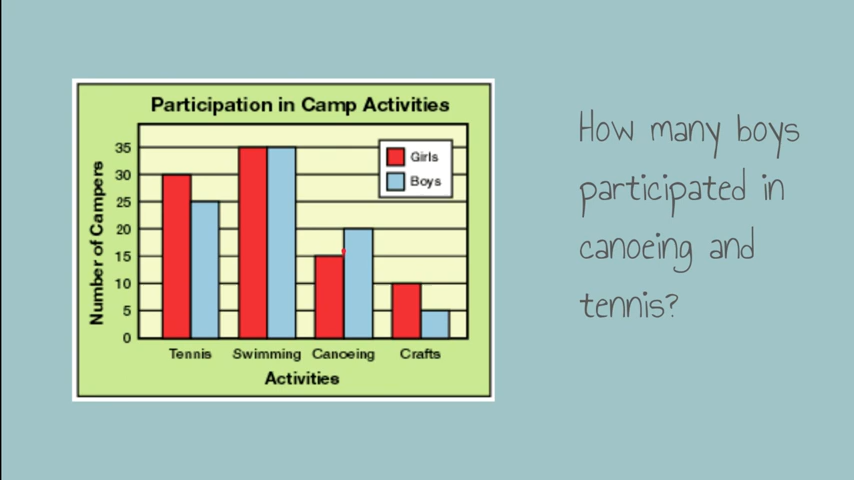 Participation in Camp Activities
Number of Campers
35
30
25
20
15
10
5
0
Girls
Boys
Tennis Swimming Canoeing Crafts
Activities
How many boys
participated in
canoeing and
tennis?